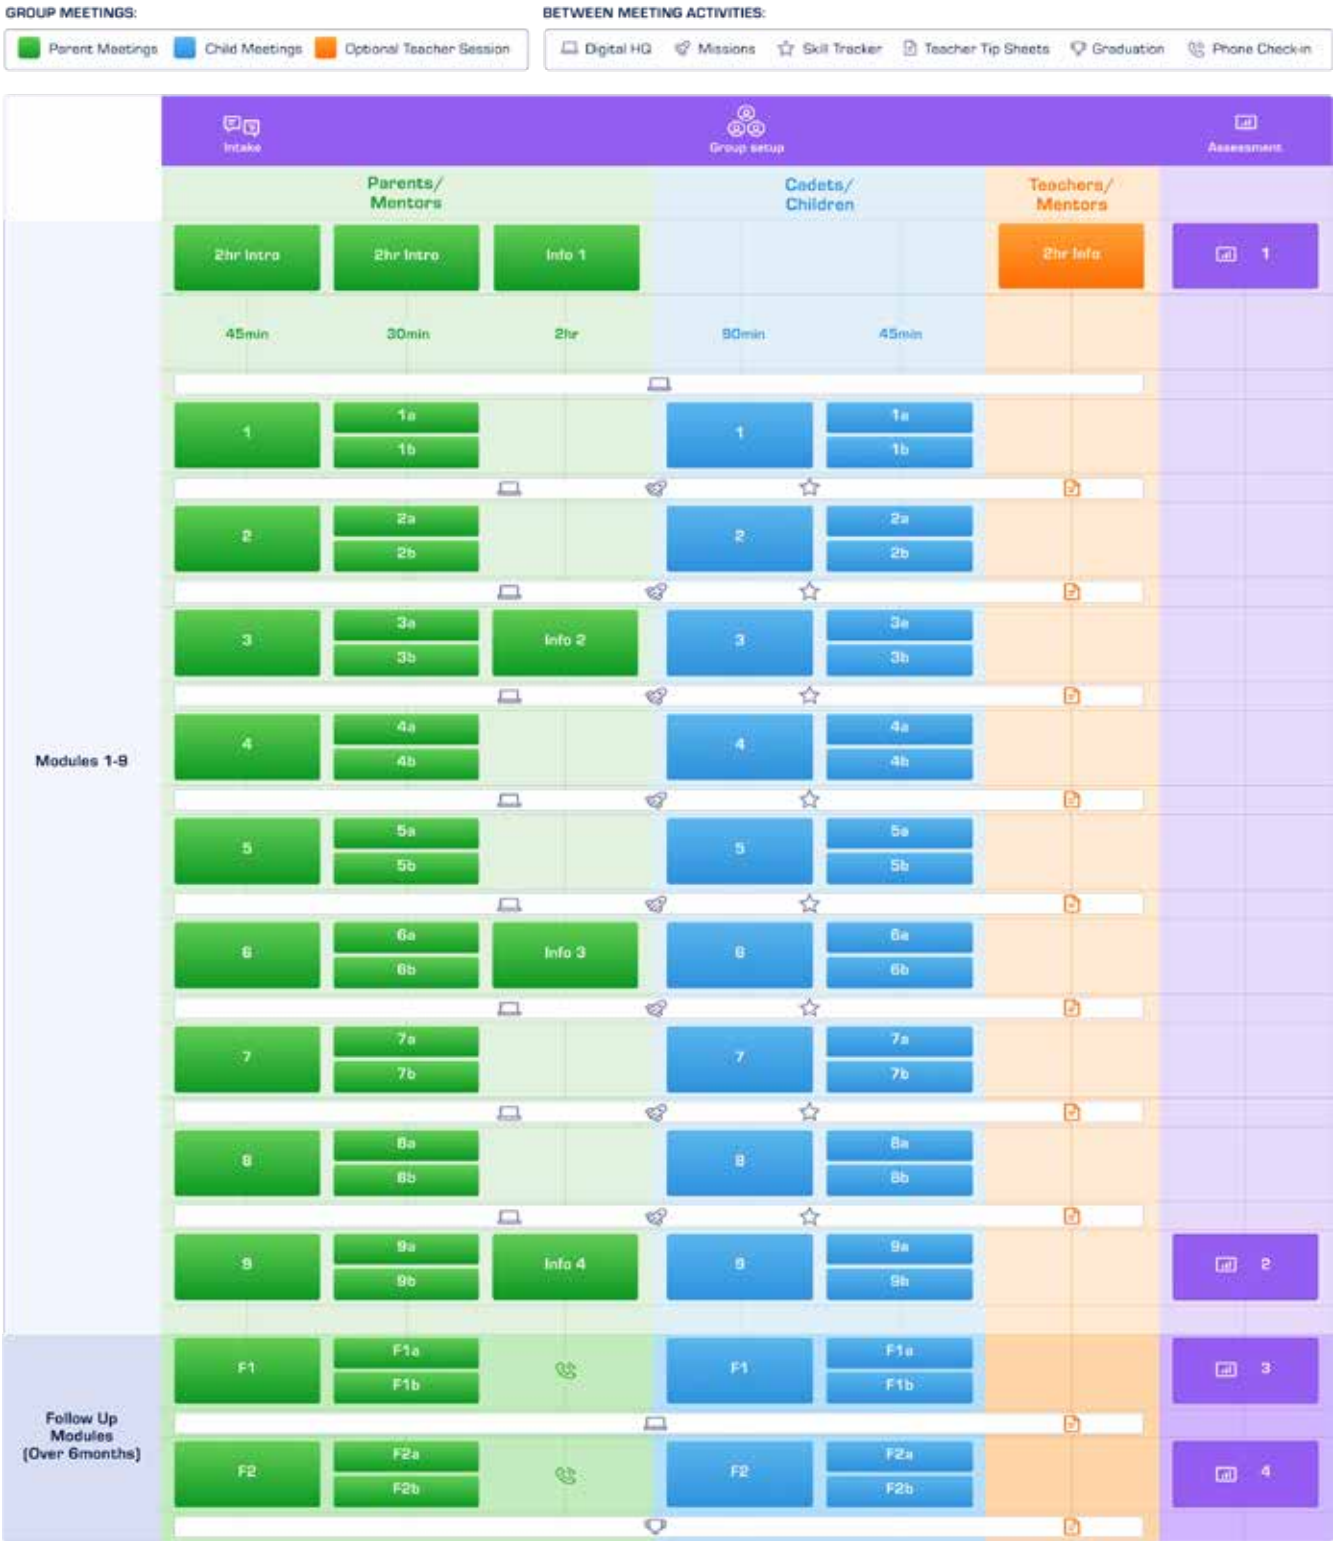 GROUP MEETINGS:
BETWEEN MEETING ACTIVITIES:
Parent Meetings Child Meetings Optional Teacher Session
Digital HQ Missions Skill Tracker Teacher Tip Sheets Graduation Phone Check-in
Intake Group setup Assessment
Parents/ Cadets/ Teachers/
Mentors Children Mentors
2hr Intro 2hr Intro Info 1 2hr Info 1
45min 30min 2hr 90min 45min
1a 1a
1 1
1b 1b
2a 2a
2 2
2b 2b
3a 3a
3 Info 2 3
3b 3b
4a 4a
4 4
Modules 1-9
4b 4b
5a 5a
5 5
5b 5b
6a 6a
6 Info 3 6
6b 6b
7a 7a
7 7
7b 7b
8a 8a
8 8
8b 8b
9a 9a
9 Info 4 9 2
9b 9b
F1a F1a
F1 F1 3
F1b F1b
Follow Up
Modules
(Over 6months)
F2a F2a
F2 F2 4
F2b F2b